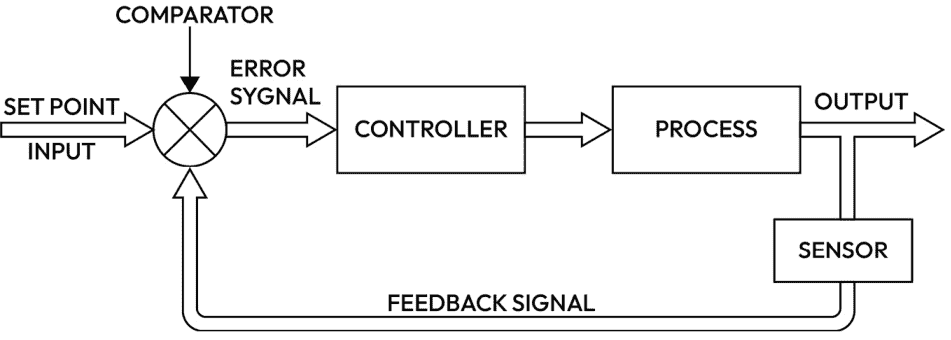 COMPARATOR
ERROR
SYGNAL
SET POINT
INPUT
CONTROLLER
PROCESS
OUTPUT
SENSOR
FEEDBACK SIGNAL